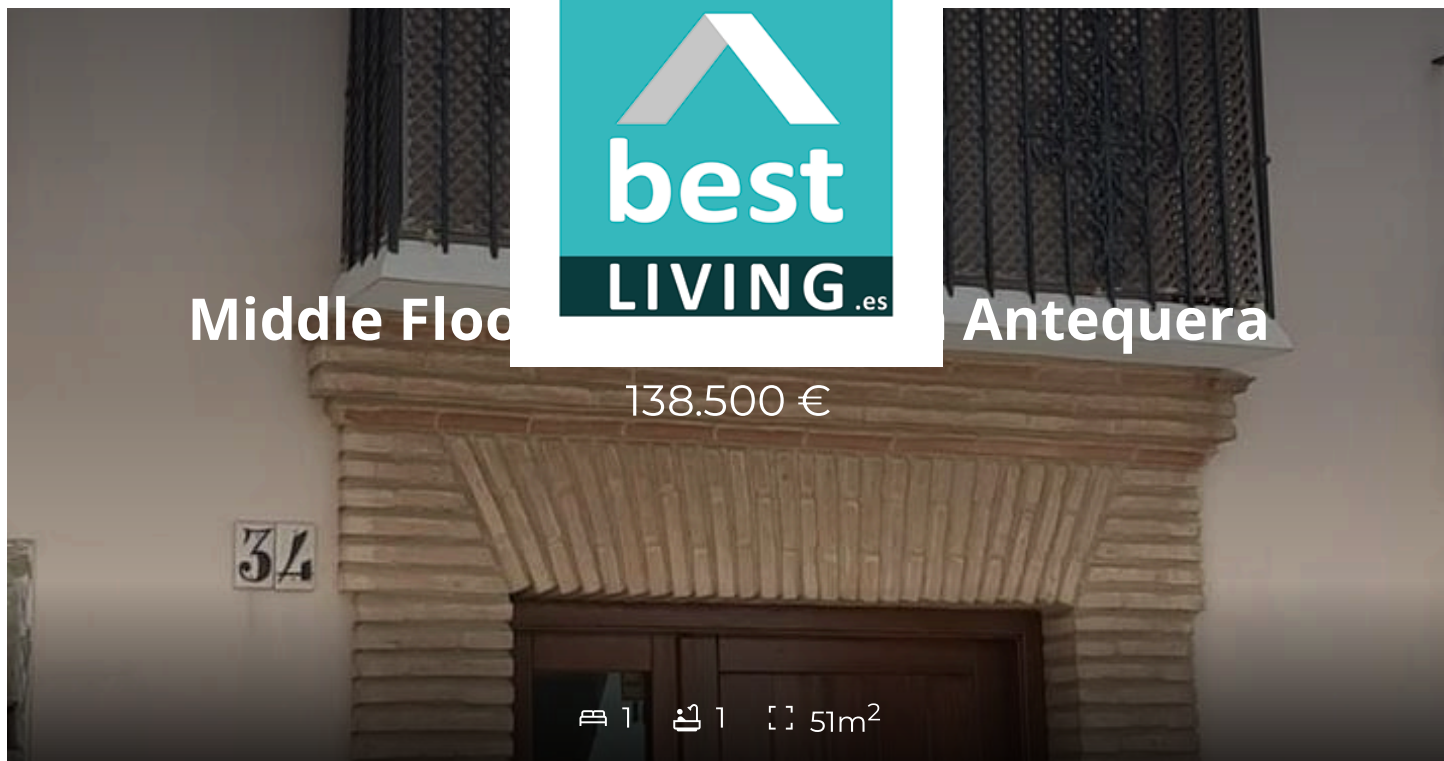 best
LIVING.es
Middle Floo Antequera
138.500 €
34
1 1 51m²